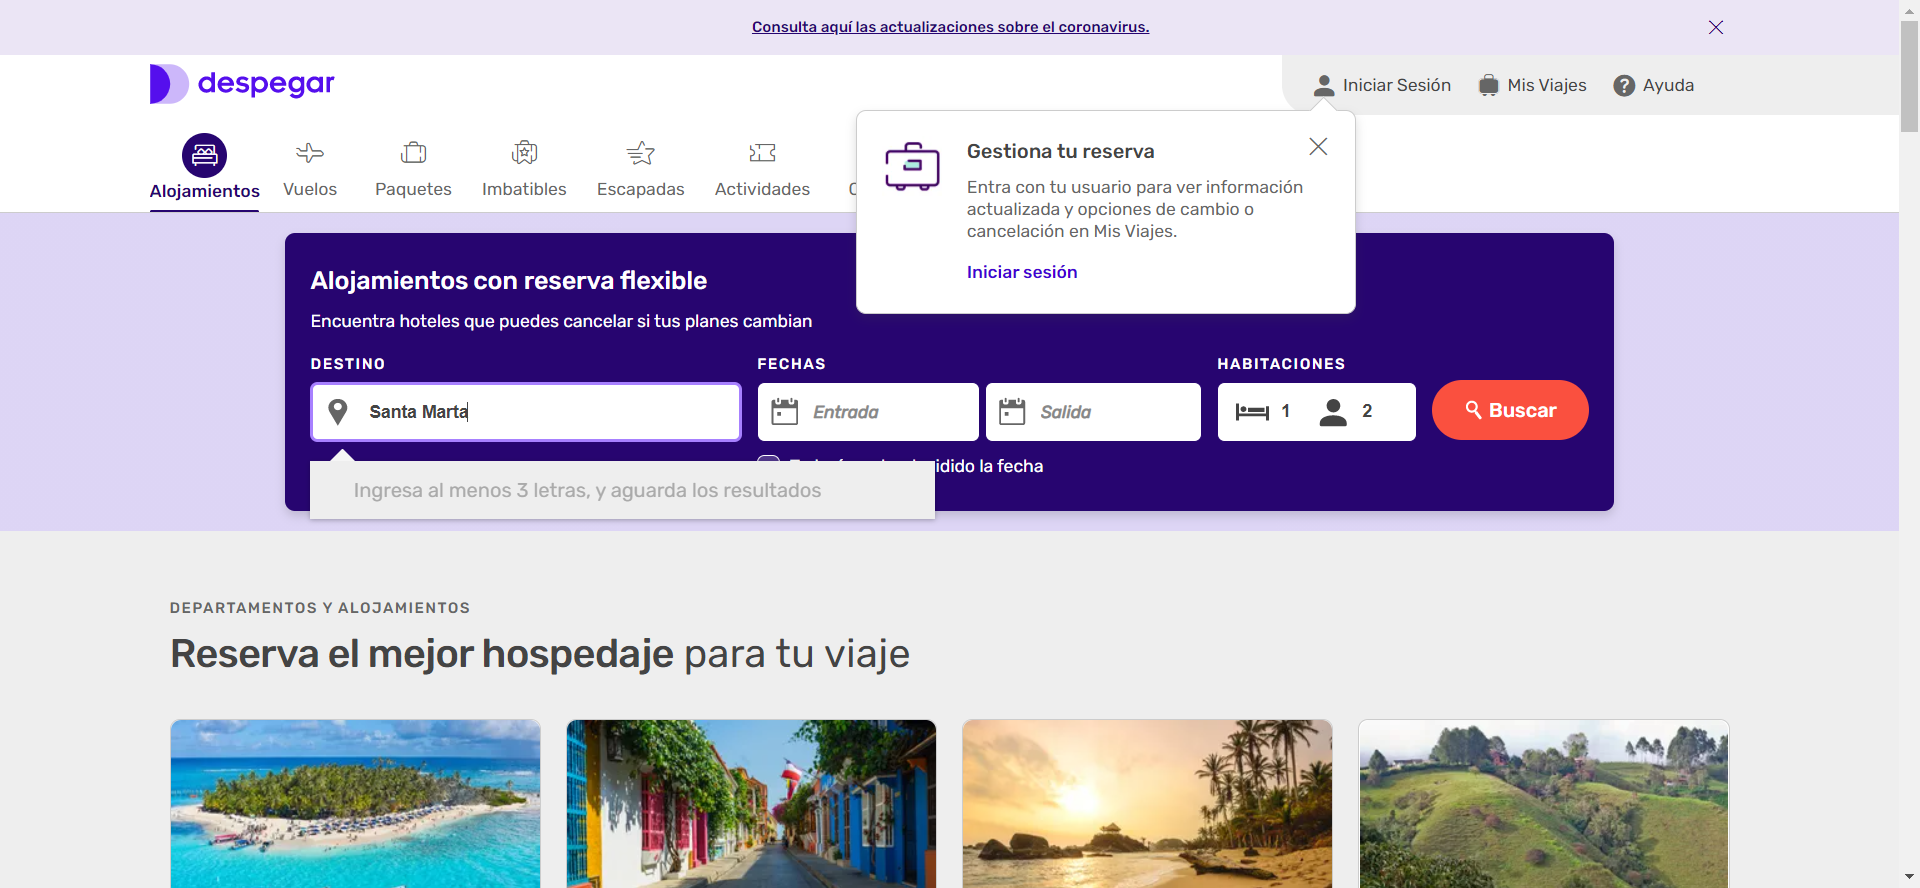 Consulta aquí las actualizaciones sobre el coronavirus.
despegar
Iniciar Sesión
Mis Viajes
? Ayuda
Alojamientos
Vuelos
Paquetes
Imbatibles
Escapadas
Actividades
Gestiona tu reserva
Entra con tu usuario para ver información
actualizada y opciones de cambio o
cancelación en Mis Viajes.
Iniciar sesión
Alojamientos con reserva flexible
Encuentra hoteles que puedes cancelar si tus planes cambian
DESTINO
FECHAS
HABITACIONES
Santa Marta
Entrada
Salida
1
2
Buscar
la fecha
Ingresa al menos 3 letras, y aguarda los resultados
DEPARTAMENTOS Y ALOJAMIENTOS
Reserva el mejor hospedaje para tu viaje